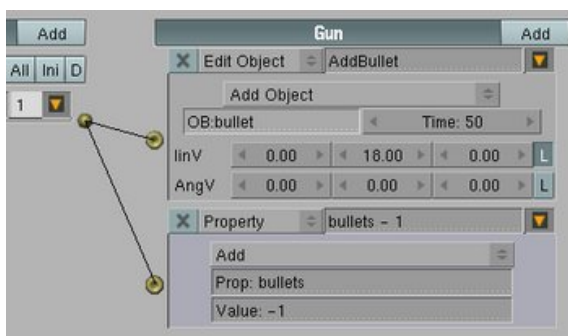 Add Gun Add
All Ini D Edit Object AddBullet
1 Add Object
OB:bullet Time: 50
linV 0.00 18.00 0.00 L
AngV 0.00 0.00 0.00 L
Property bullets - 1
Add
Prop: bullets
Value: -1